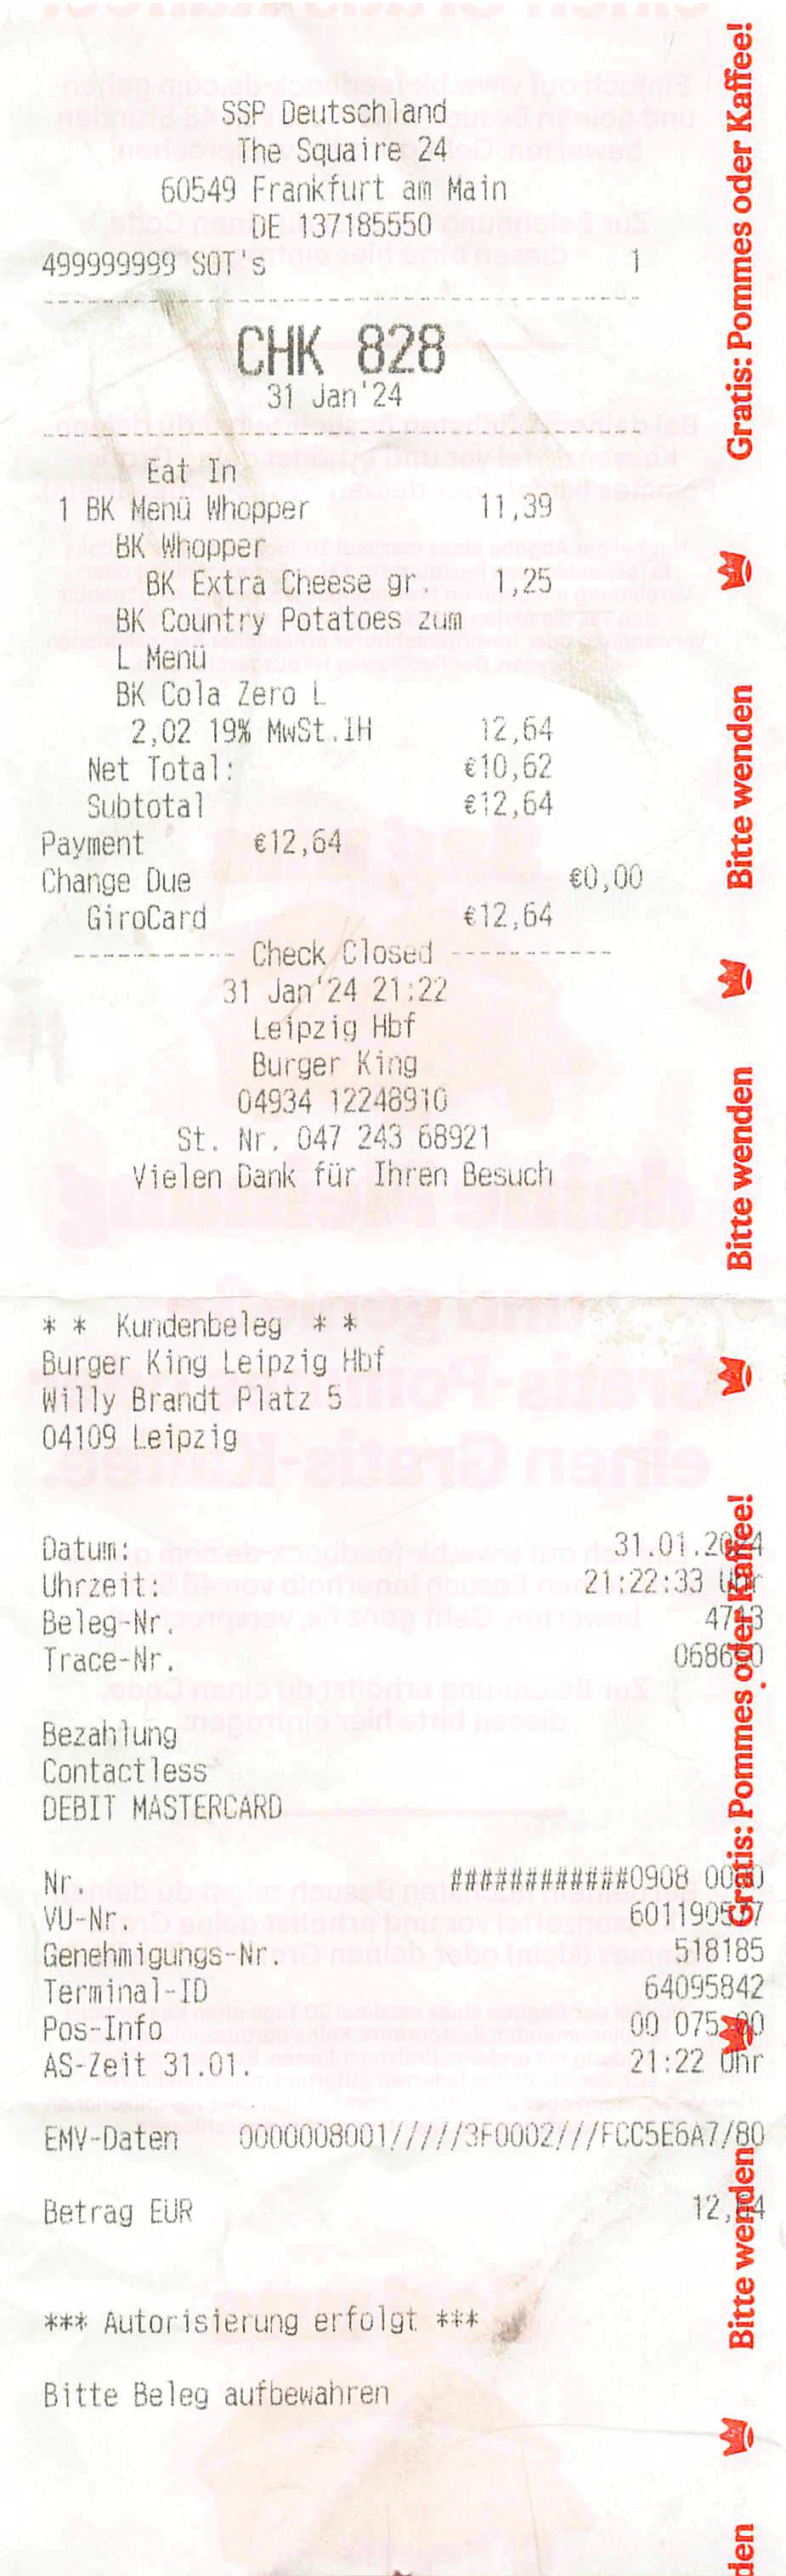 SSP Deutschland
The Squaire 24
60549 Frankfurt am Main
DE 137185550
499999999 SOT s 1
CHK 828
31 Jan'24
Eat In
1 BK Menü Whopper 11,39
BK Whopper
BK Extra Cheese gr 1,25
BK Country Potatoes zum
L Menü
BK Cola Zero L
2,02 19% MwSt.IH 12,64
Net Total: €10,62
Subtotal €12,64
Payment €12,64
Change Due €0,00
GiroCard €12,64
----------- Check Closed -----------
31 Jan'24 21:22
Leipzig Hbf
Burger King
04934 12248910
St. Nr. 047 243 68921
Vielen Dank für Ihren Besuch
* * Kundenbeleg * *
Burger King Leipzig Hbf
Willy Brandt Platz 5
04109 Leipzig
Datum: 31.01.2024
Uhrzeit: 21:22:33 Uhr
Beleg-Nr. 4713
Trace-Nr.
Bezahlung
Contactless
DEBIT MASTERCARD
Nr. ############0908
VU-Nr.
Genehmigungs-Nr. 518185
Terminal-ID 64095842
Pos-Info 00 075
AS-Zeit 31.01. 21:22 Uhr
EMV-Daten 0000008001/////3F0002///FCC5E6A7/80
Betrag EUR 12,64
*** Autorisierung erfolgt ***
Bitte Beleg aufbewahren
Gratis: Pommes oder Kaffee!
Bitte wenden
Bitte wenden
Gratis: Pommes oder Kaffee!
Bitte wenden
den